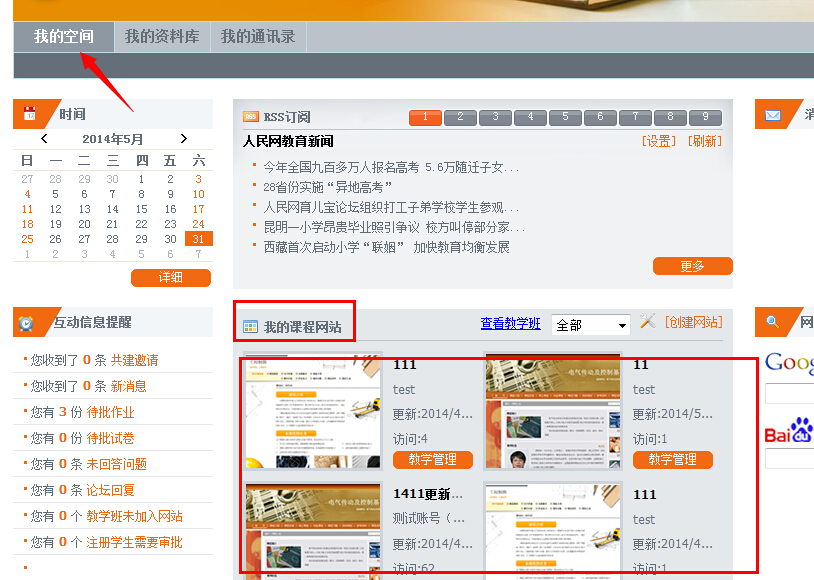 我的空间 我的资料库 我的通讯录
时间
2014年5月
日 一 二 三 四 五 六
27 28 29 30 1 2 3
4 5 6 7 8 9 10
11 12 13 14 15 16 17
18 19 20 21 22 23 24
25 26 27 28 29 30 31
1 2 3 4 5 6 7
详细
RSS订阅 1 2 3 4 5 6 7 8 9
人民网教育新闻 [设置] [刷新]
今年全国九百多万人报名高考 5.6万随迁子女...
28省份实施“异地高考”
人民网育儿宝论坛组织打工子弟学校学生参观...
昆明一小学昂贵毕业照引争议 校方叫停部分家...
西藏首次启动小学“联姻” 加快教育均衡发展
更多
互动信息提醒
您收到了 0 条 共建邀请
您收到了 0 条 新消息
您有 3 份 待批作业
您有 0 份 待批试卷
您有 0 条 未回答问题
您有 0 条 论坛回复
您有 0 个 教学班未加入网站
您有 0 个 注册学生需要审批
我的课程网站 查看教学班 全部 [创建网站]
111
test
更新:2014/4...
访问:4
教学管理
11
test
更新:2014/5...
访问:1
教学管理
电气传动及控制基
1411更新...
测试账号（...
更新:2014/4...
访问:62
电气传动及控制基
111
test
更新:2014/4...
访问:1
消
网
Goog
Bai